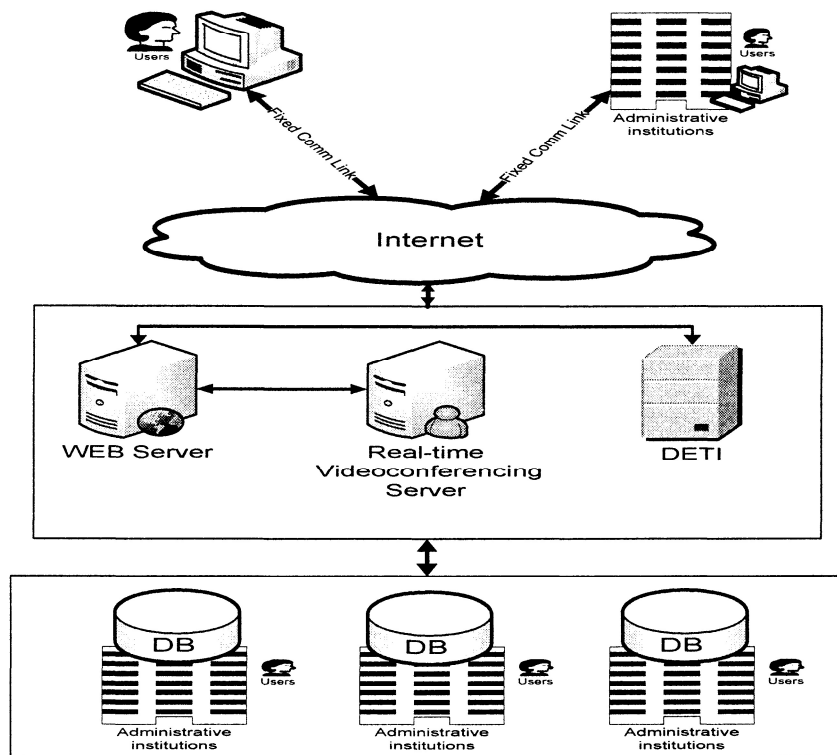 Users
Users
Administrative
institutions
Fixed Comm Link
Fixed Comm Link
Internet
WEB Server
Real-time
Videoconferencing
Server
DETI
DB
DB
DB
Users
Users
Users
Administrative
institutions
Administrative
institutions
Administrative
institutions